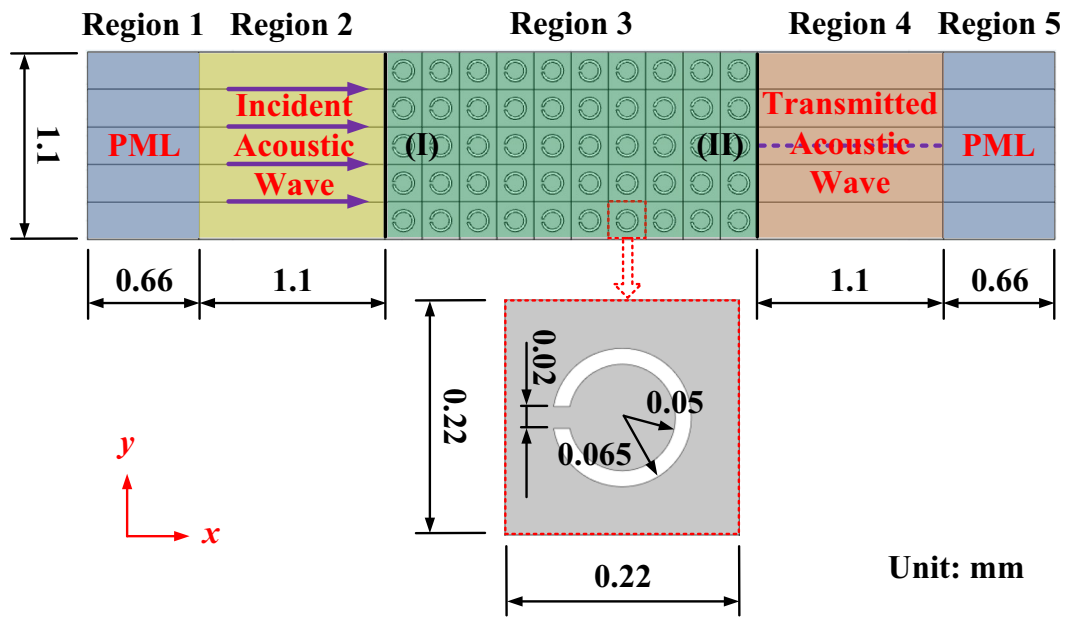 Region 1 Region 2 Region 3 Region 4 Region 5
1.1
PML
Incident
Acoustic
Wave
(I)
(II)
Transmitted
Acoustic
Wave
PML
0.66
1.1
1.1
0.66
0.02
0.22
0.05
0.065
y
x
0.22
Unit: mm